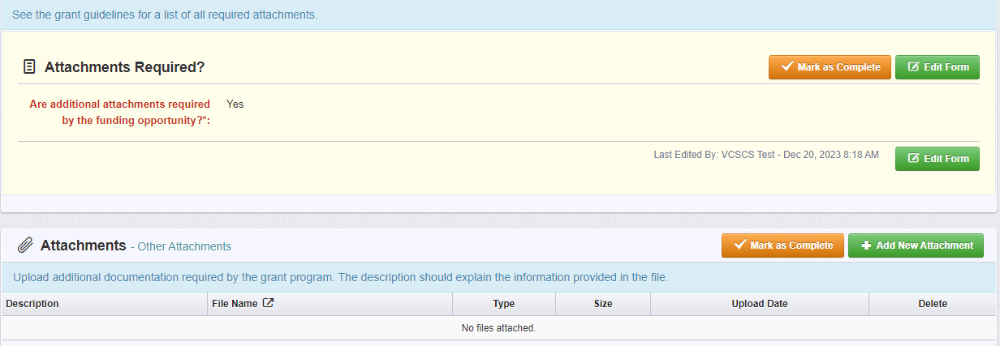 See the grant guidelines for a list of all required attachments.
Attachments Required?
Mark as Complete
Edit Form
Are additional attachments required
by the funding opportunity?*:
Yes
Last Edited By: VCSCS Test - Dec 20, 2023 8:18 AM
Edit Form
Attachments - Other Attachments
Mark as Complete
Add New Attachment
Upload additional documentation required by the grant program. The description should explain the information provided in the file.
Description File Name Type Size Upload Date Delete
No files attached.